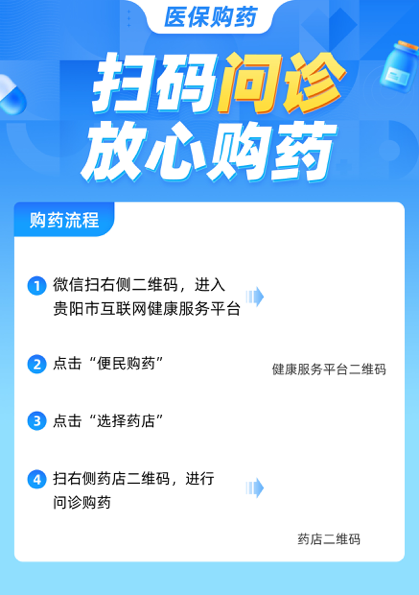 医保购药
扫码问诊
放心购药
购药流程
1 微信扫右侧二维码，进入
贵阳市互联网健康服务平台
2 点击“便民购药”
健康服务平台二维码
3 点击“选择药店”
4 扫右侧药店二维码，进行
问诊购药
药店二维码